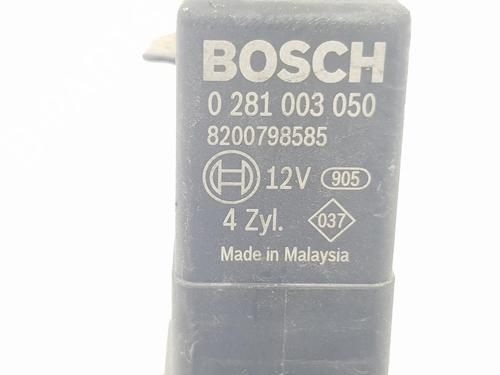 BOSCH
0 281 003 050
8200798585
12V 905
4 Zyl. 037
Made in Malaysia